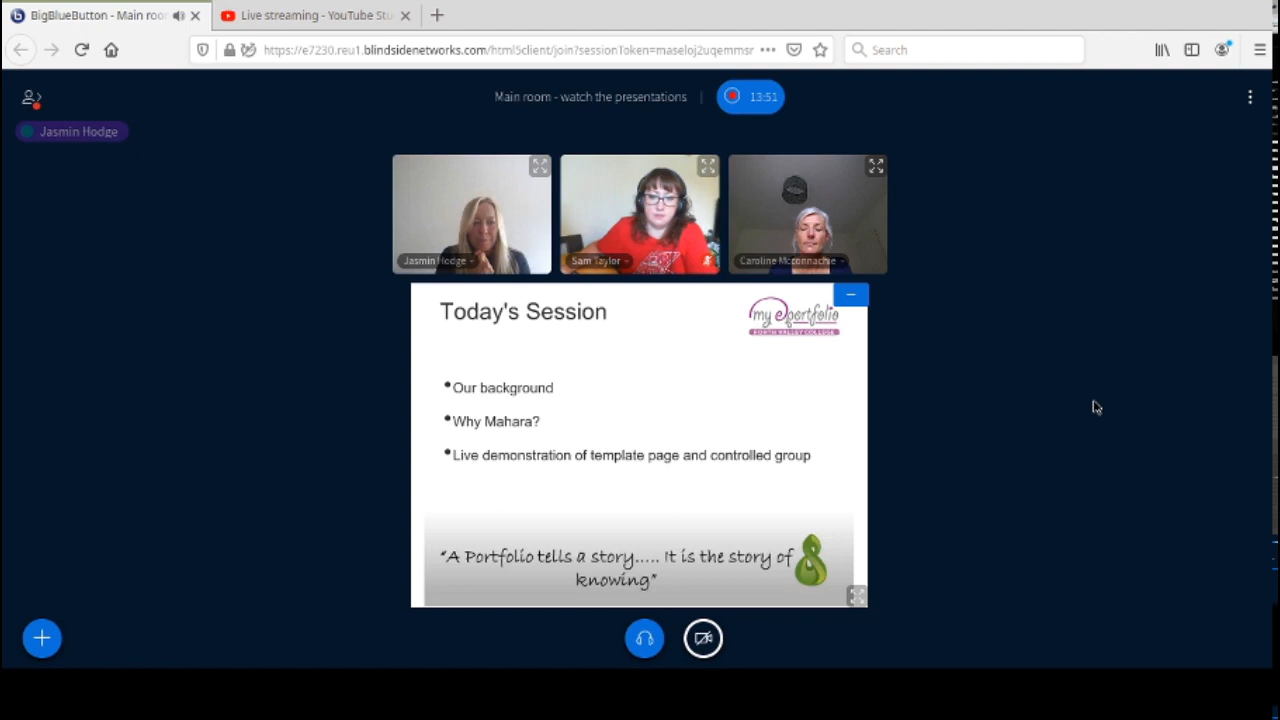 BigBlueButton - Main roo
Live streaming - YouTube Stu
https://e7230.reu1.blindsidenetworks.com/html5client/join?sessionToken=maseloj2uqemmsr
Search
Main room - watch the presentations
13:51
Jasmin Hodge
Jasmin Hodge
Sam Taylor
Caroline Mcconnachie
Today's Session
my eportfolio
FORTH VALLEY COLLEGE
Our background
Why Mahara?
Live demonstration of template page and controlled group
“A Portfolio tells a story..... It is the story of
knowing”